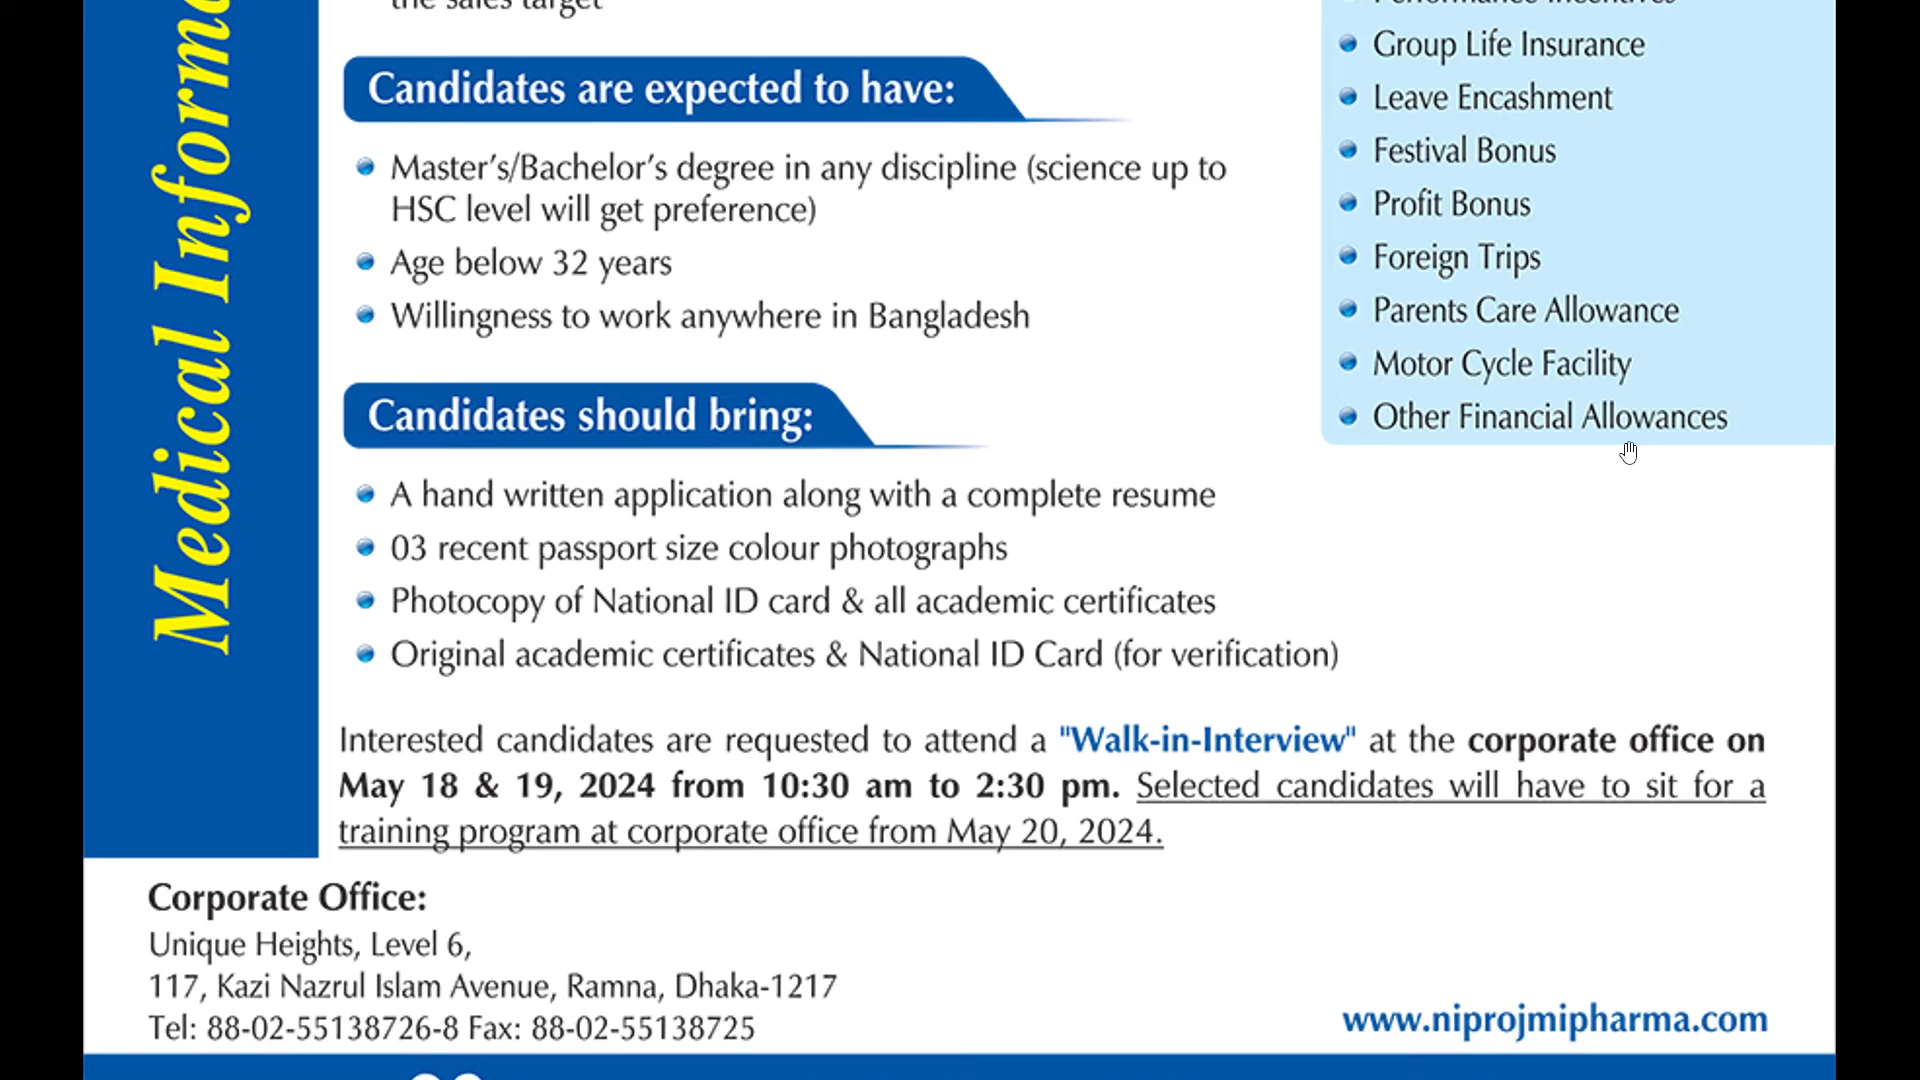 the sales target
Candidates are expected to have:
Master's/Bachelor's degree in any discipline (science up to
HSC level will get preference)
Age below 32 years
Willingness to work anywhere in Bangladesh
Candidates should bring:
A hand written application along with a complete resume
03 recent passport size colour photographs
Photocopy of National ID card & all academic certificates
Original academic certificates & National ID Card (for verification)
Performance Incentives
Group Life Insurance
Leave Encashment
Festival Bonus
Profit Bonus
Foreign Trips
Parents Care Allowance
Motor Cycle Facility
Other Financial Allowances
Medical Informa
Interested candidates are requested to attend a "Walk-in-Interview" at the corporate office on
May 18 & 19, 2024 from 10:30 am to 2:30 pm. Selected candidates will have to sit for a
training program at corporate office from May 20, 2024.
Corporate Office:
Unique Heights, Level 6,
117, Kazi Nazrul Islam Avenue, Ramna, Dhaka-1217
Tel: 88-02-55138726-8 Fax: 88-02-55138725
www.niprojmipharma.com